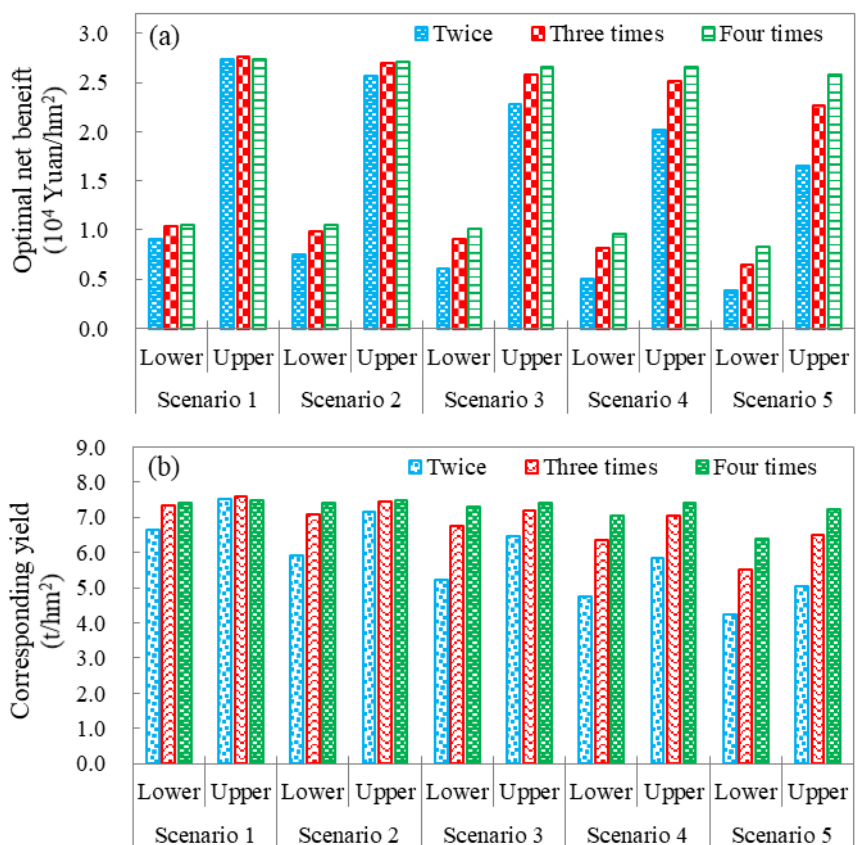 (a)
Twice Three times Four times
Optimal net beneift
(10⁴ Yuan/hm²)
3.0
2.5
2.0
1.5
1.0
0.5
0.0
Lower Upper Lower Upper Lower Upper Lower Upper Lower Upper
Scenario 1 Scenario 2 Scenario 3 Scenario 4 Scenario 5
(b)
Twice Three times Four times
Corresponding yield
(t/hm²)
9.0
8.0
7.0
6.0
5.0
4.0
3.0
2.0
1.0
0.0
Lower Upper Lower Upper Lower Upper Lower Upper Lower Upper
Scenario 1 Scenario 2 Scenario 3 Scenario 4 Scenario 5